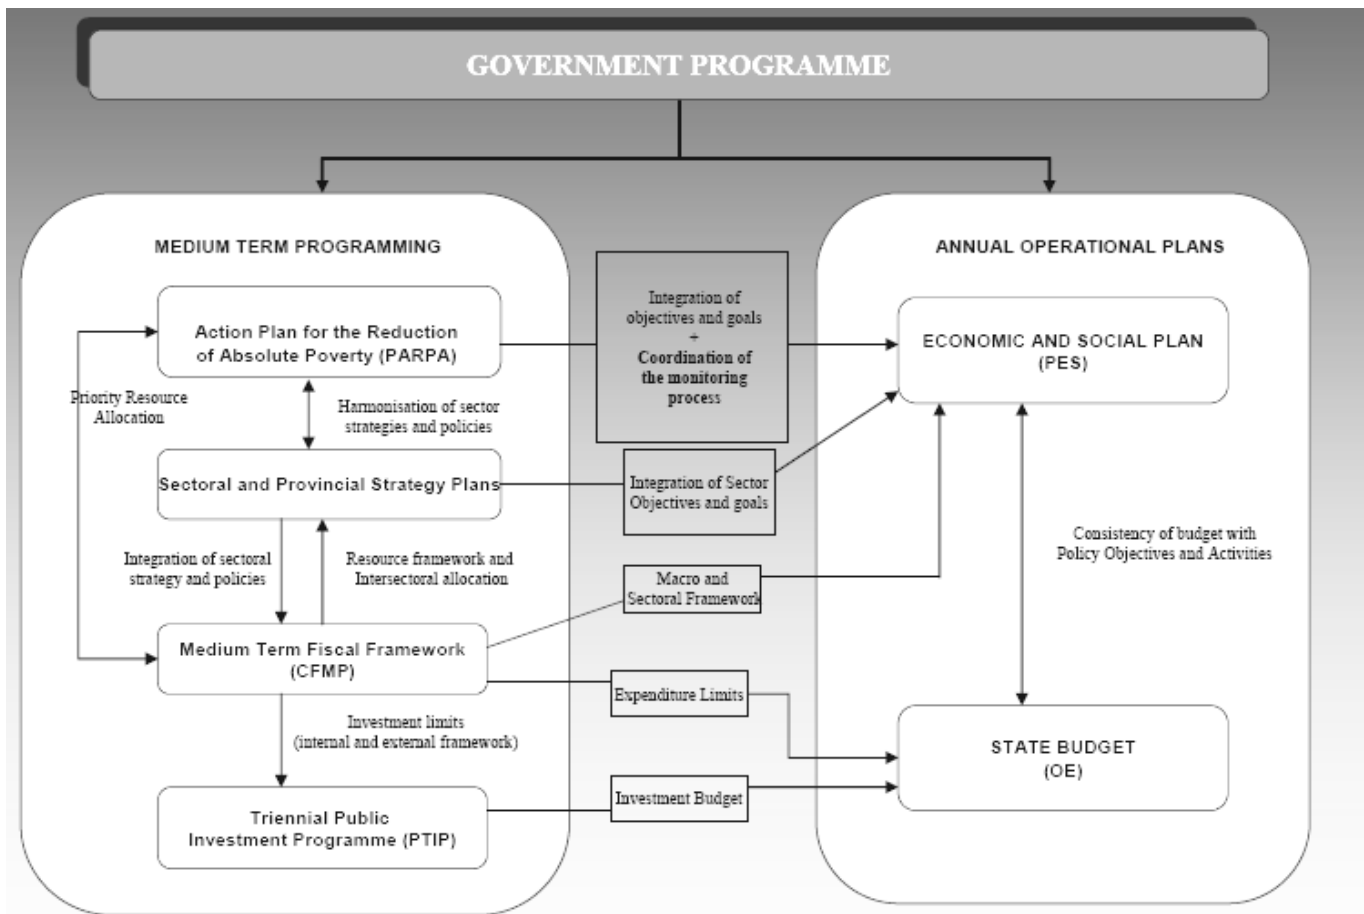 GOVERNMENT PROGRAMME
MEDIUM TERM PROGRAMMING
Action Plan for the Reduction
of Absolute Poverty (PARPA)
Priority Resource
Allocation
Harmonisation of sector
strategies and policies
Sectoral and Provincial Strategy Plans
Integration of sectoral
strategy and policies
Resource framework and
Intersectoral allocation
Medium Term Fiscal Framework
(CFMP)
Investment limits
(internal and external framework)
Triennial Public
Investment Programme (PTIP)
Integration of
objectives and goals
+
Coordination of
the monitoring
process
Integration of Sector
Objectives and goals
Macro and
Sectoral Framework
Expenditure Limits
Investment Budget
ANNUAL OPERATIONAL PLANS
ECONOMIC AND SOCIAL PLAN
(PES)
Consistency of budget with
Policy Objectives and Activities
STATE BUDGET
(OE)